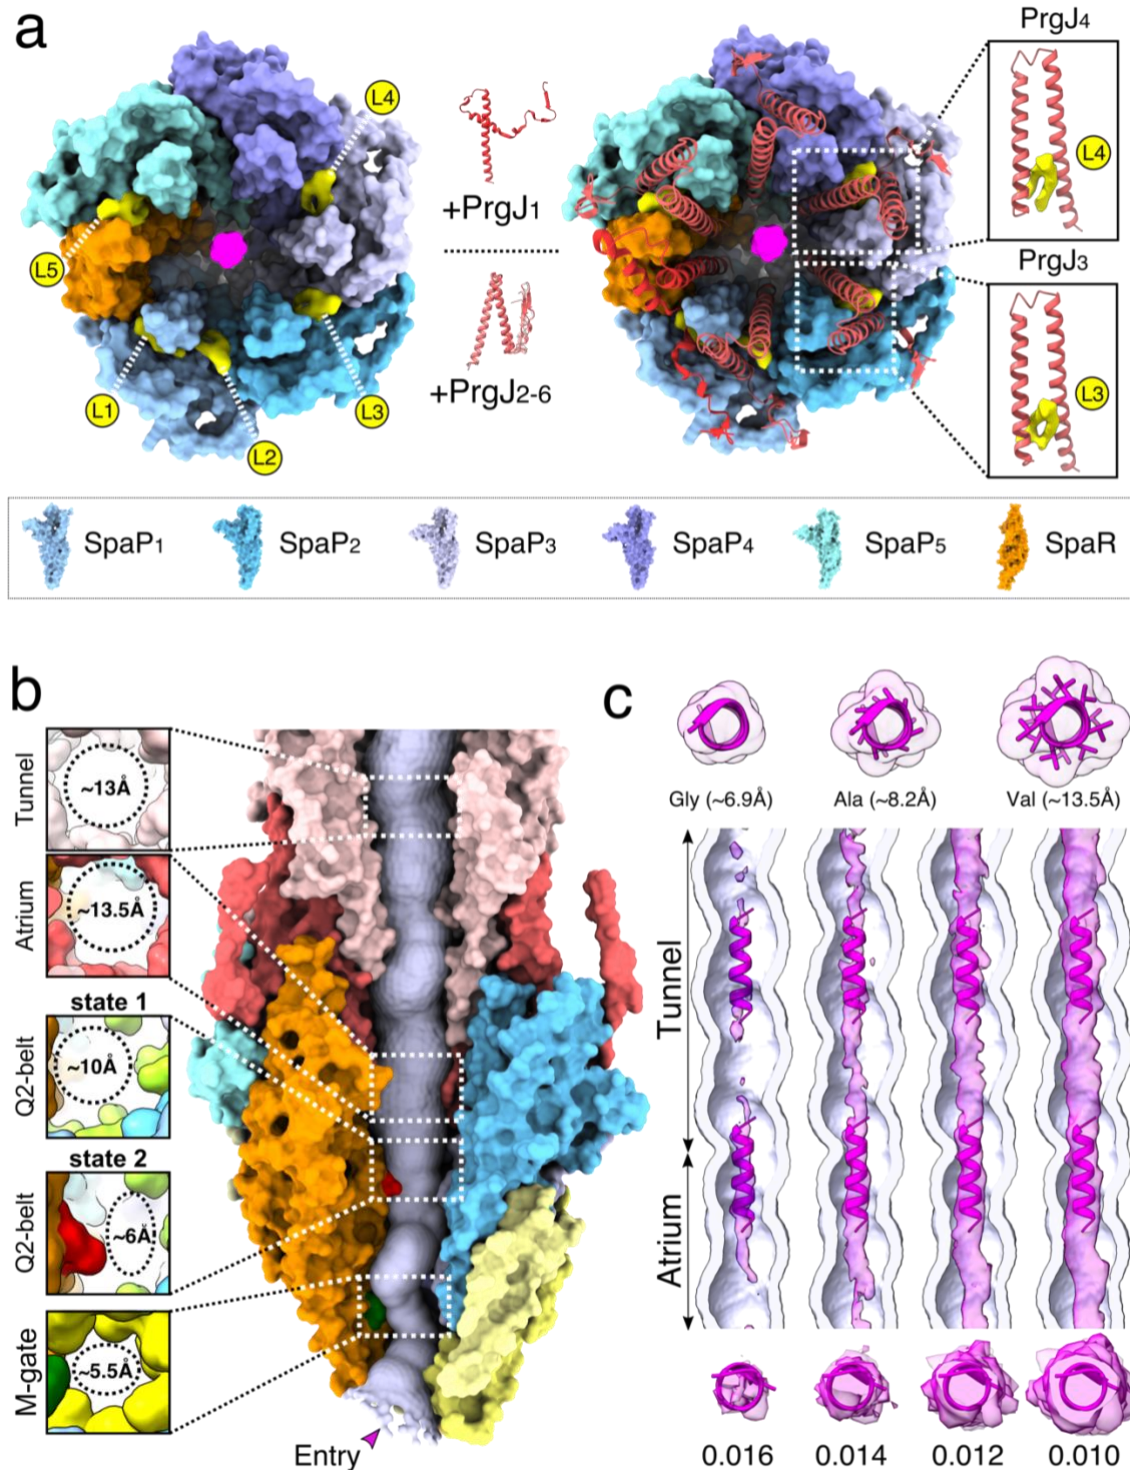 a
L4
L5
L1
L2
L3
+PrgJ1
+PrgJ2-6
PrgJ4
L4
PrgJ3
L3
SpaP1
SpaP2
SpaP3
SpaP4
SpaP5
SpaR
b
Tunnel
~13Å
Atrium
~13.5Å
state 1
Q2-belt
~10Å
state 2
Q2-belt
~6Å
M-gate
~5.5Å
Entry
c
Gly (~6.9Å)
Ala (~8.2Å)
Val (~13.5Å)
Tunnel
Atrium
0.016
0.014
0.012
0.010